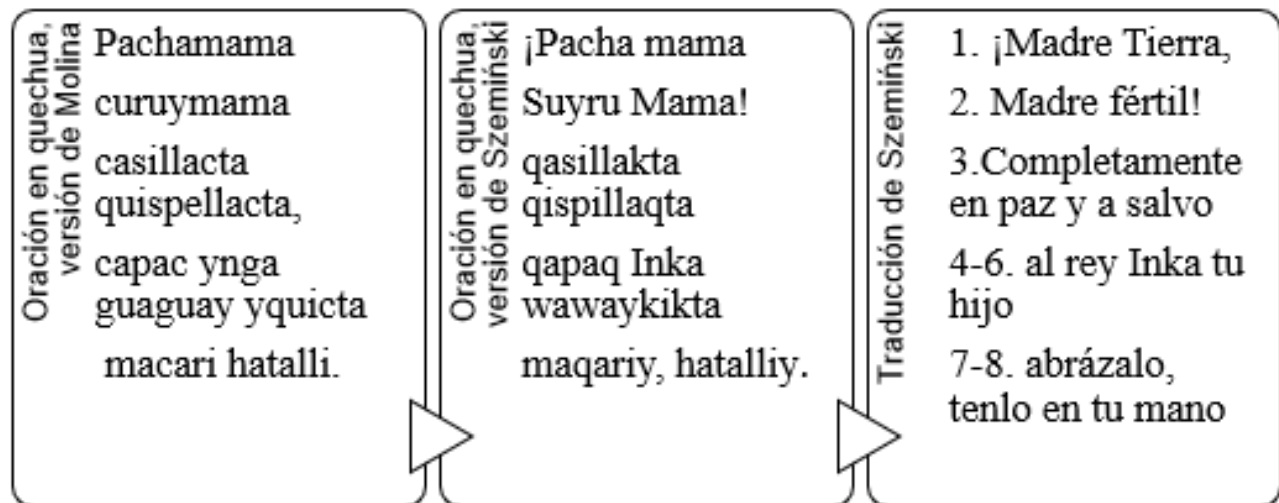 Oración en quechua,
versión de Molina
Pachamama
curuymama
casillacta
quispellacta,
capac ynga
guaguay yquicta
macari hatalli.
Oración en quechua,
versión de Szemiński
¡Pacha mama
Suyru Mama!
qasillakta
qispillaqta
qapaq Inka
wawaykikta
maqariy, hatalliy.
Traducción de Szemiński
1. ¡Madre Tierra,
2. Madre fértil!
3.Completamente
en paz y a salvo
4-6. al rey Inka tu
hijo
7-8. abrázalo,
tenlo en tu mano